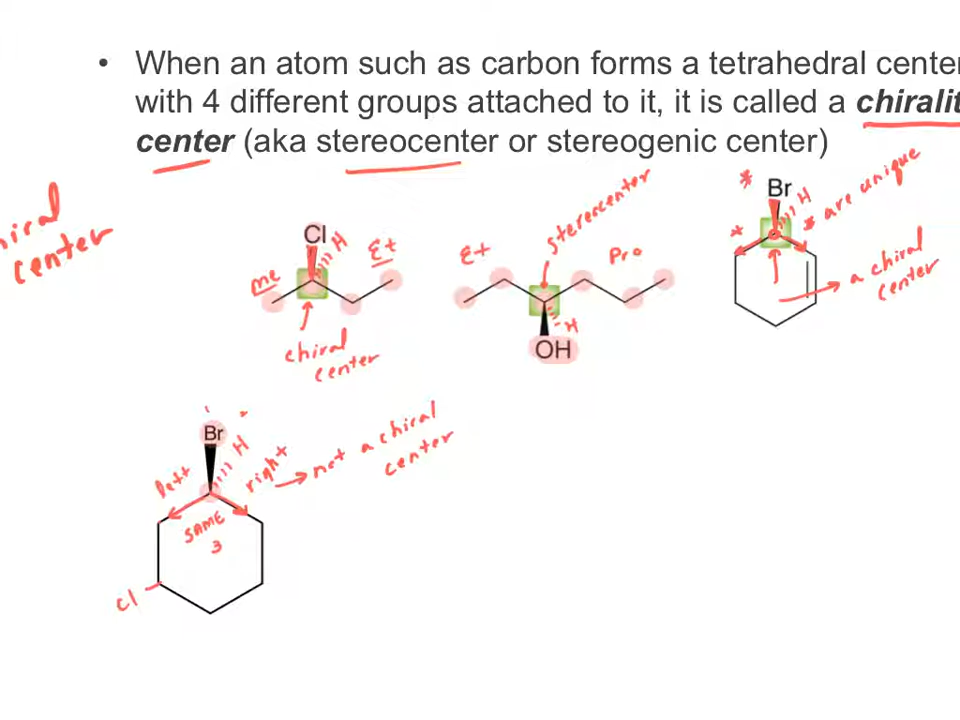 • When an atom such as carbon forms a tetrahedral center
with 4 different groups attached to it, it is called a chiralit
center (aka stereocenter or stereogenic center)
hiral
center
Cl
H
Et
me
chiral
center
Et
stereocenter
Pro
H
OH
*
Br
H
* are unique
*
a chiral
center
Br
H
left
right
not a chiral
center
SAME
3
Cl